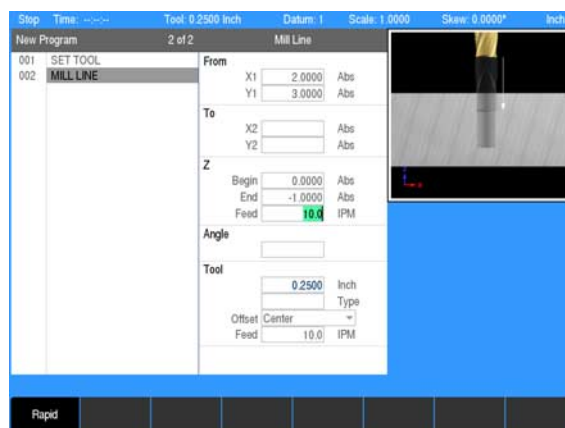 Stop Time: --:--:-- Tool: 0.2500 Inch Datum: 1 Scale: 1.0000 Skew: 0.0000° Inch
New Program 2 of 2 Mill Line
001 SET TOOL
002 MILL LINE
From
X1 2.0000 Abs
Y1 3.0000 Abs
To
X2 Abs
Y2 Abs
Z
Begin 0.0000 Abs
End -1.0000 Abs
Feed 10.0 IPM
Angle
Tool
0.2500 Inch
Type
Offset Center
Feed 10.0 IPM
Rapid